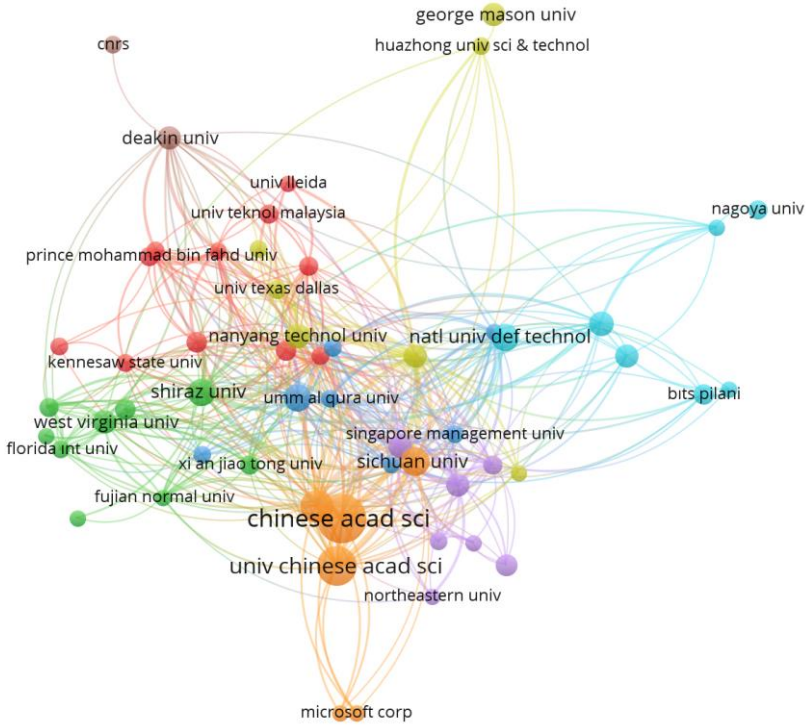 george mason univ
cnrs
huazhong univ sci & technol
deakin univ
univ lleida
nagoya univ
univ teknol malaysia
prince mohammad bin fahd univ
univ texas dallas
nanyang technol univ
natl univ def technol
kennesaw state univ
shiraz univ
umm al qura univ
bıts pilani
west virginia univ
singapore management univ
florida ınt univ
xi an jiao tong univ
sichuan univ
fujian normal univ
chinese acad sci
univ chinese acad sci
northeastern univ
microsoft corp